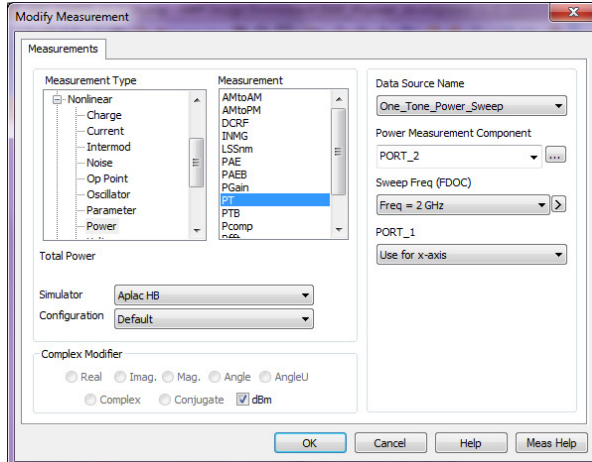 Modify Measurement
Measurements
Measurement Type
Nonlinear
Charge
Current
Intermod
Noise
Op Point
Oscillator
Parameter
Power
Measurement
AMtoAM
AMtoPM
DCRF
INMG
LSSnm
PAE
PAEB
PGain
PT
PTB
Pcomp
Total Power
Simulator
Aplac HB
Configuration
Default
Complex Modifier
Real Imag. Mag. Angle AngleU
Complex Conjugate dBm
Data Source Name
One_Tone_Power_Sweep
Power Measurement Component
PORT_2 ...
Sweep Freq (FDOC)
Freq = 2 GHz >
PORT_1
Use for x-axis
OK Cancel Help Meas Help